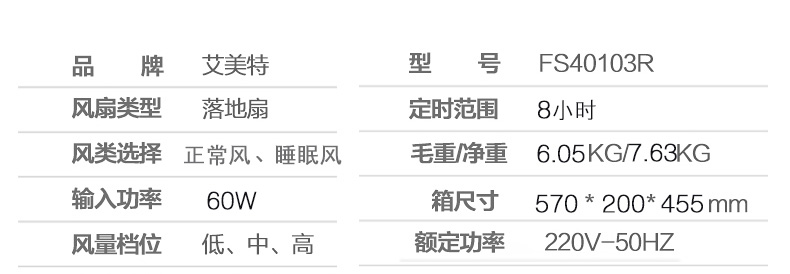 品 牌 艾美特
风扇类型 落地扇
风类选择 正常风、睡眠风
输入功率 60W
风量档位 低、中、高
型 号 FS40103R
定时范围 8小时
毛重/净重 6.05KG/7.63KG
箱尺寸 570 * 200* 455mm
额定功率 220V-50HZ